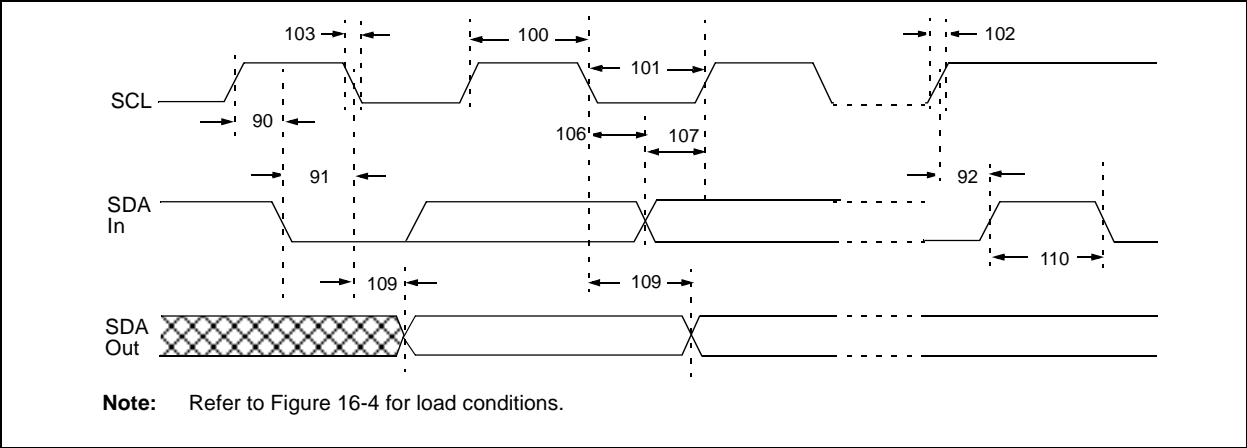 103 100 102
101
SCL
90
106 107
91 92
SDA
In
110
109 109
SDA
Out
Note: Refer to Figure 16-4 for load conditions.